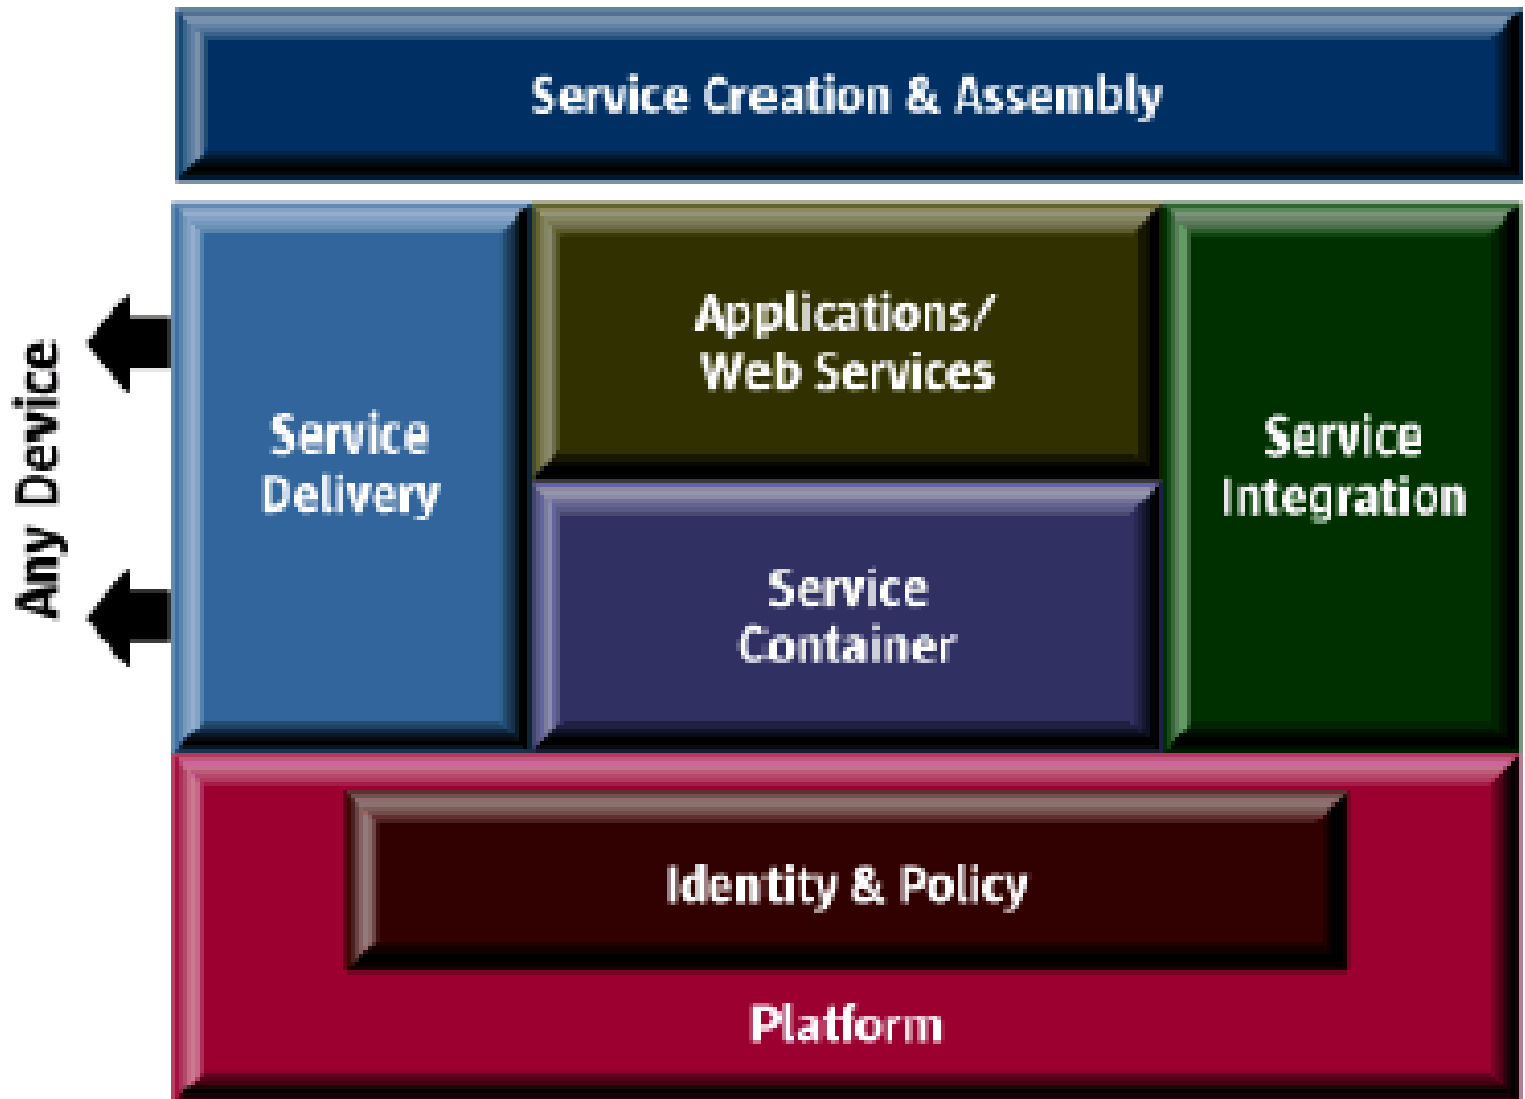 Service Creation & Assembly
Any Device
Service
Delivery
Applications/
Web Services
Service
Container
Service
Integration
Identity & Policy
Platform